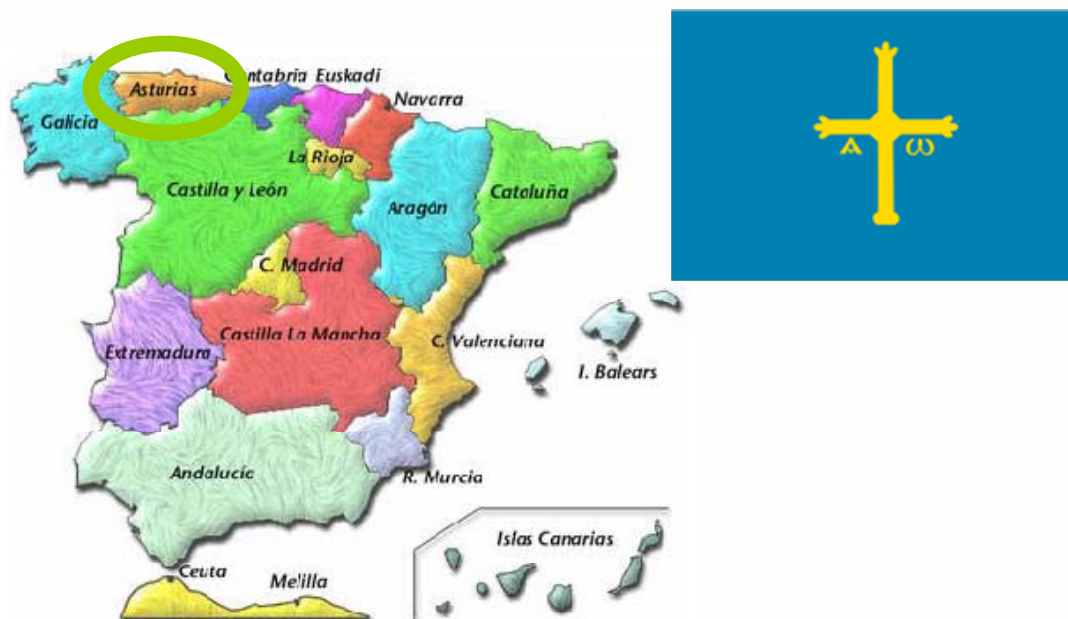 Asturias
Cantabria
Euskadi
Navarra
Galicia
La Rioja
Castilla y León
Aragón
Cataluña
C. Madrid
Castilla La Mancha
C. Valenciana
Extremadura
I. Balears
Andalucía
R. Murcia
Islas Canarias
Ceuta
Melilla
Α ω